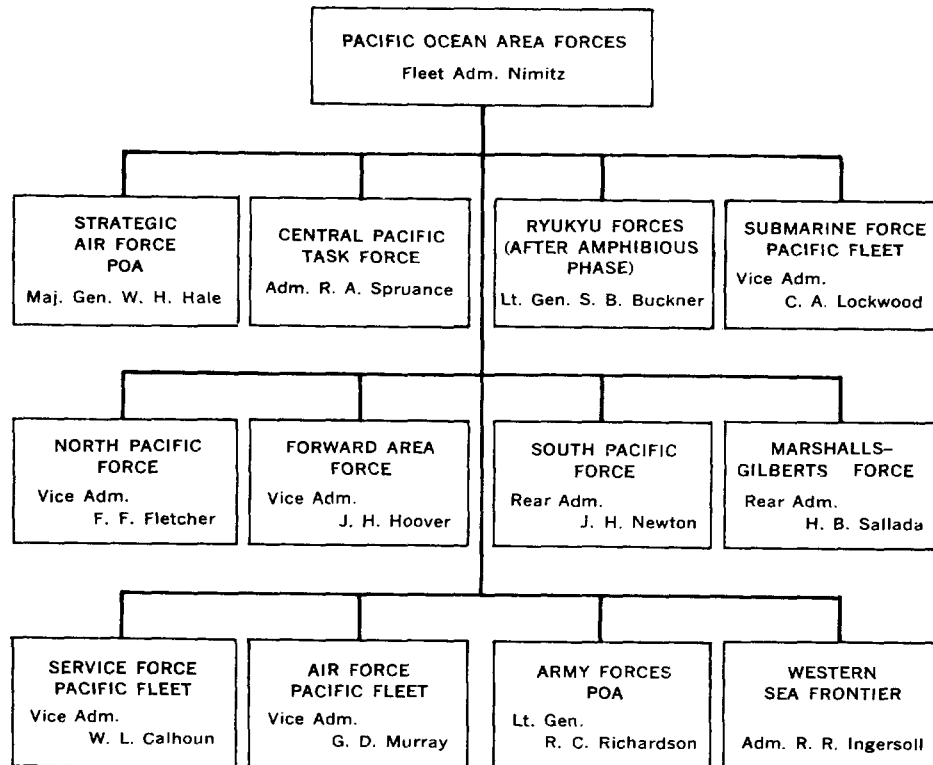 PACIFIC OCEAN AREA FORCES
Fleet Adm. Nimitz
STRATEGIC
AIR FORCE
POA
Maj. Gen. W. H. Hale
CENTRAL PACIFIC
TASK FORCE
Adm. R. A. Spruance
RYUKYU FORCES
(AFTER AMPHIBIOUS
PHASE)
Lt. Gen. S. B. Buckner
SUBMARINE FORCE
PACIFIC FLEET
Vice Adm.
C. A. Lockwood
NORTH PACIFIC
FORCE
Vice Adm.
F. F. Fletcher
FORWARD AREA
FORCE
Vice Adm.
J. H. Hoover
SOUTH PACIFIC
FORCE
Rear Adm.
J. H. Newton
MARSHALLS–
GILBERTS FORCE
Rear Adm.
H. B. Sallada
SERVICE FORCE
PACIFIC FLEET
Vice Adm.
W. L. Calhoun
AIR FORCE
PACIFIC FLEET
Vice Adm.
G. D. Murray
ARMY FORCES
POA
Lt. Gen.
R. C. Richardson
WESTERN
SEA FRONTIER
Adm. R. R. Ingersoll